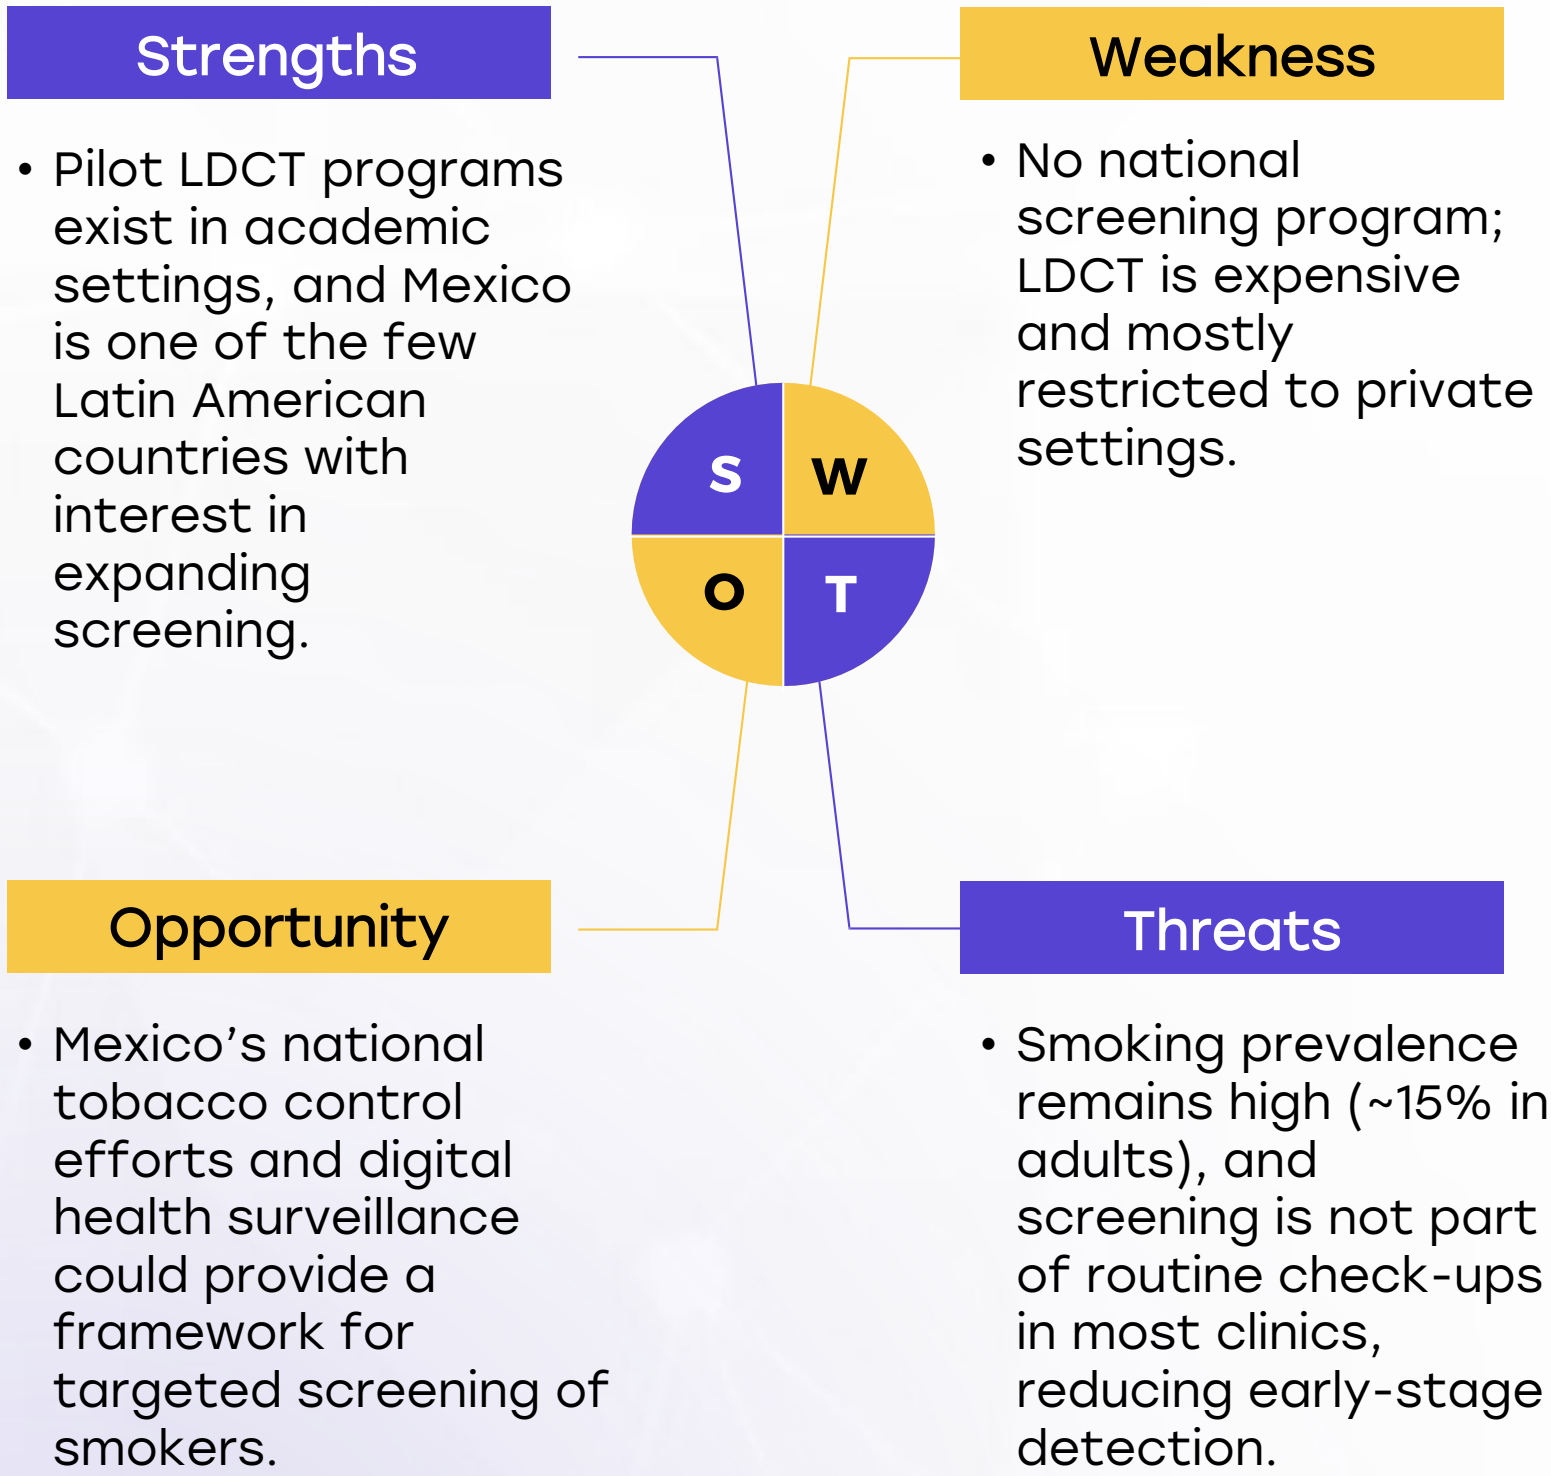 Strengths
• Pilot LDCT programs
exist in academic
settings, and Mexico
is one of the few
Latin American
countries with
interest in
expanding
screening.
Weakness
• No national
screening program;
LDCT is expensive
and mostly
restricted to private
settings.
S
W
O
T
Opportunity
• Mexico’s national
tobacco control
efforts and digital
health surveillance
could provide a
framework for
targeted screening of
smokers.
Threats
• Smoking prevalence
remains high (~15% in
adults), and
screening is not part
of routine check-ups
in most clinics,
reducing early-stage
detection.